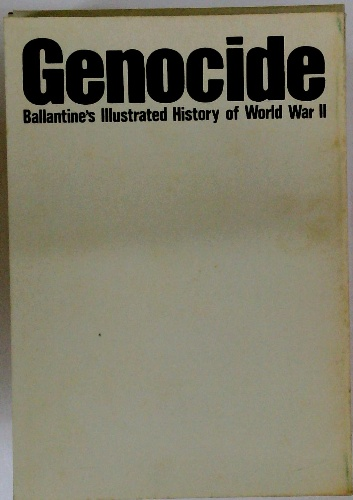 Genocide
Ballantine's Illustrated History of World War II